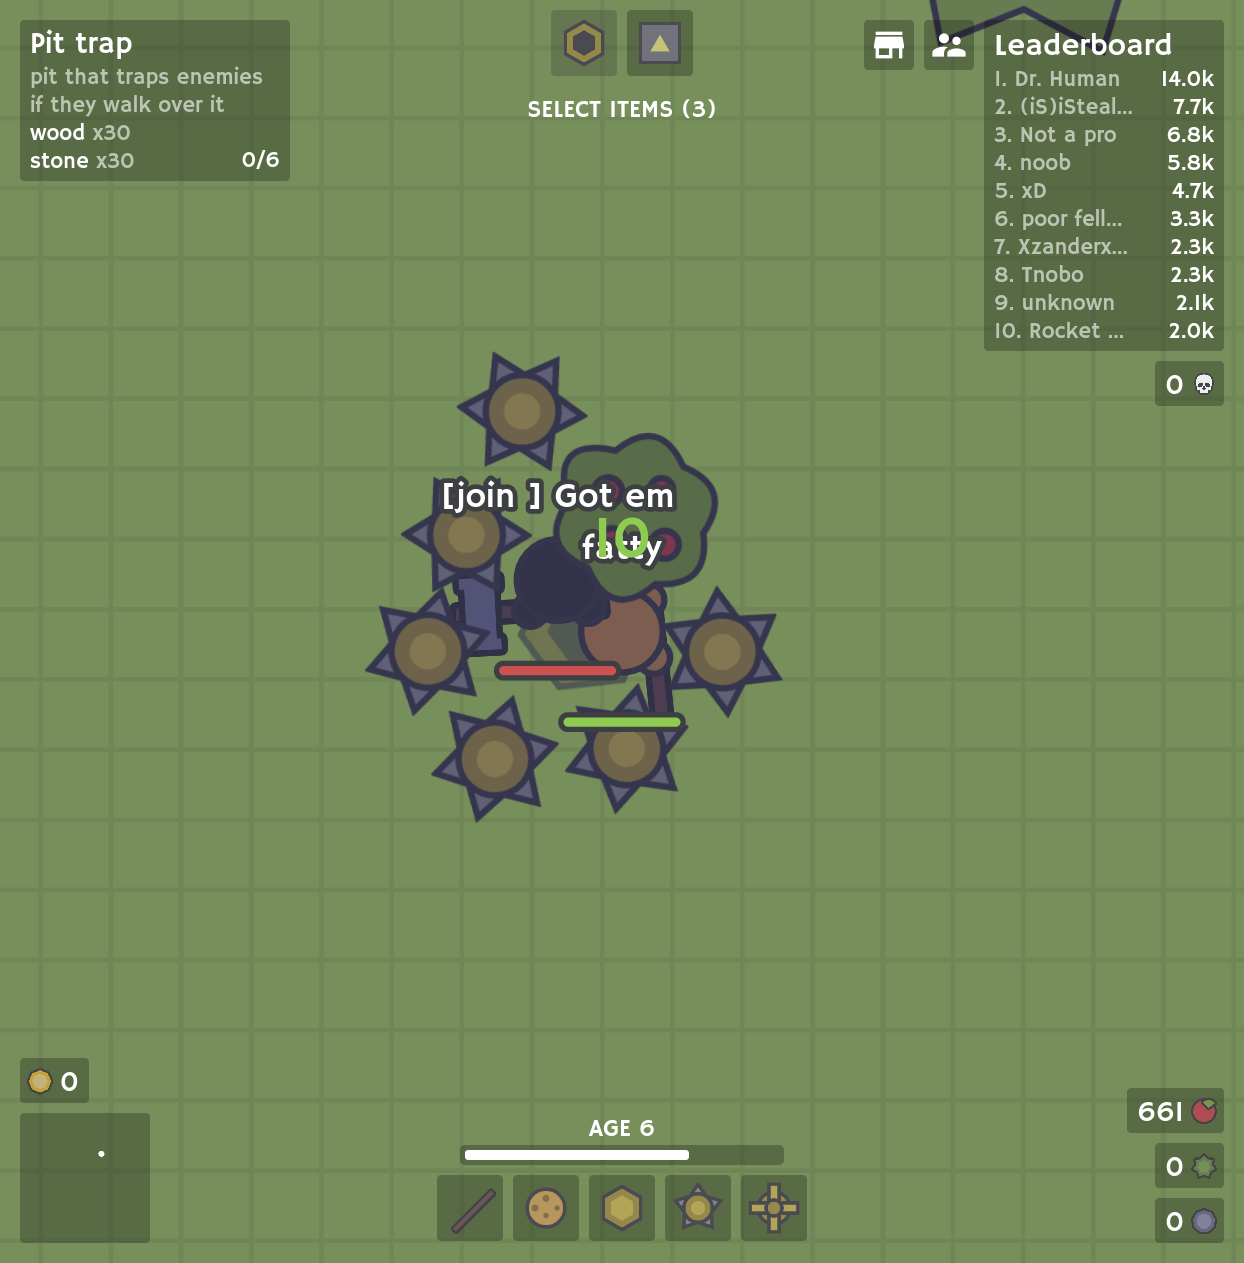 Pit trap
pit that traps enemies
if they walk over it
wood x30
stone x30 0/6
SELECT ITEMS (3)
Leaderboard
1. Dr. Human 14.0k
2. (iS)iSteal... 7.7k
3. Not a pro 6.8k
4. noob 5.8k
5. xD 4.7k
6. poor fell... 3.3k
7. Xzanderx... 2.3k
8. Tnobo 2.3k
9. unknown 2.1k
10. Rocket ... 2.0k
0
[join ] Got em
10
fatty
0
AGE 6
661
0
0